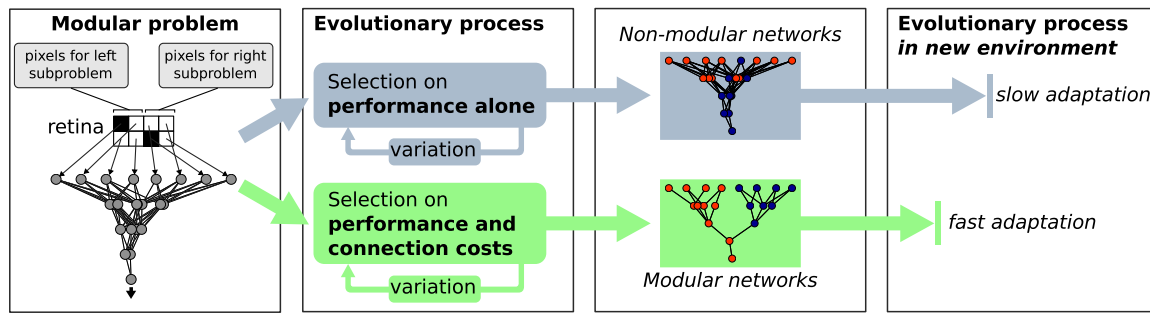 Modular problem
pixels for left
subproblem
pixels for right
subproblem
retina
Evolutionary process
Selection on
performance alone
variation
Selection on
performance and
connection costs
variation
Non-modular networks
Modular networks
Evolutionary process
in new environment
slow adaptation
fast adaptation